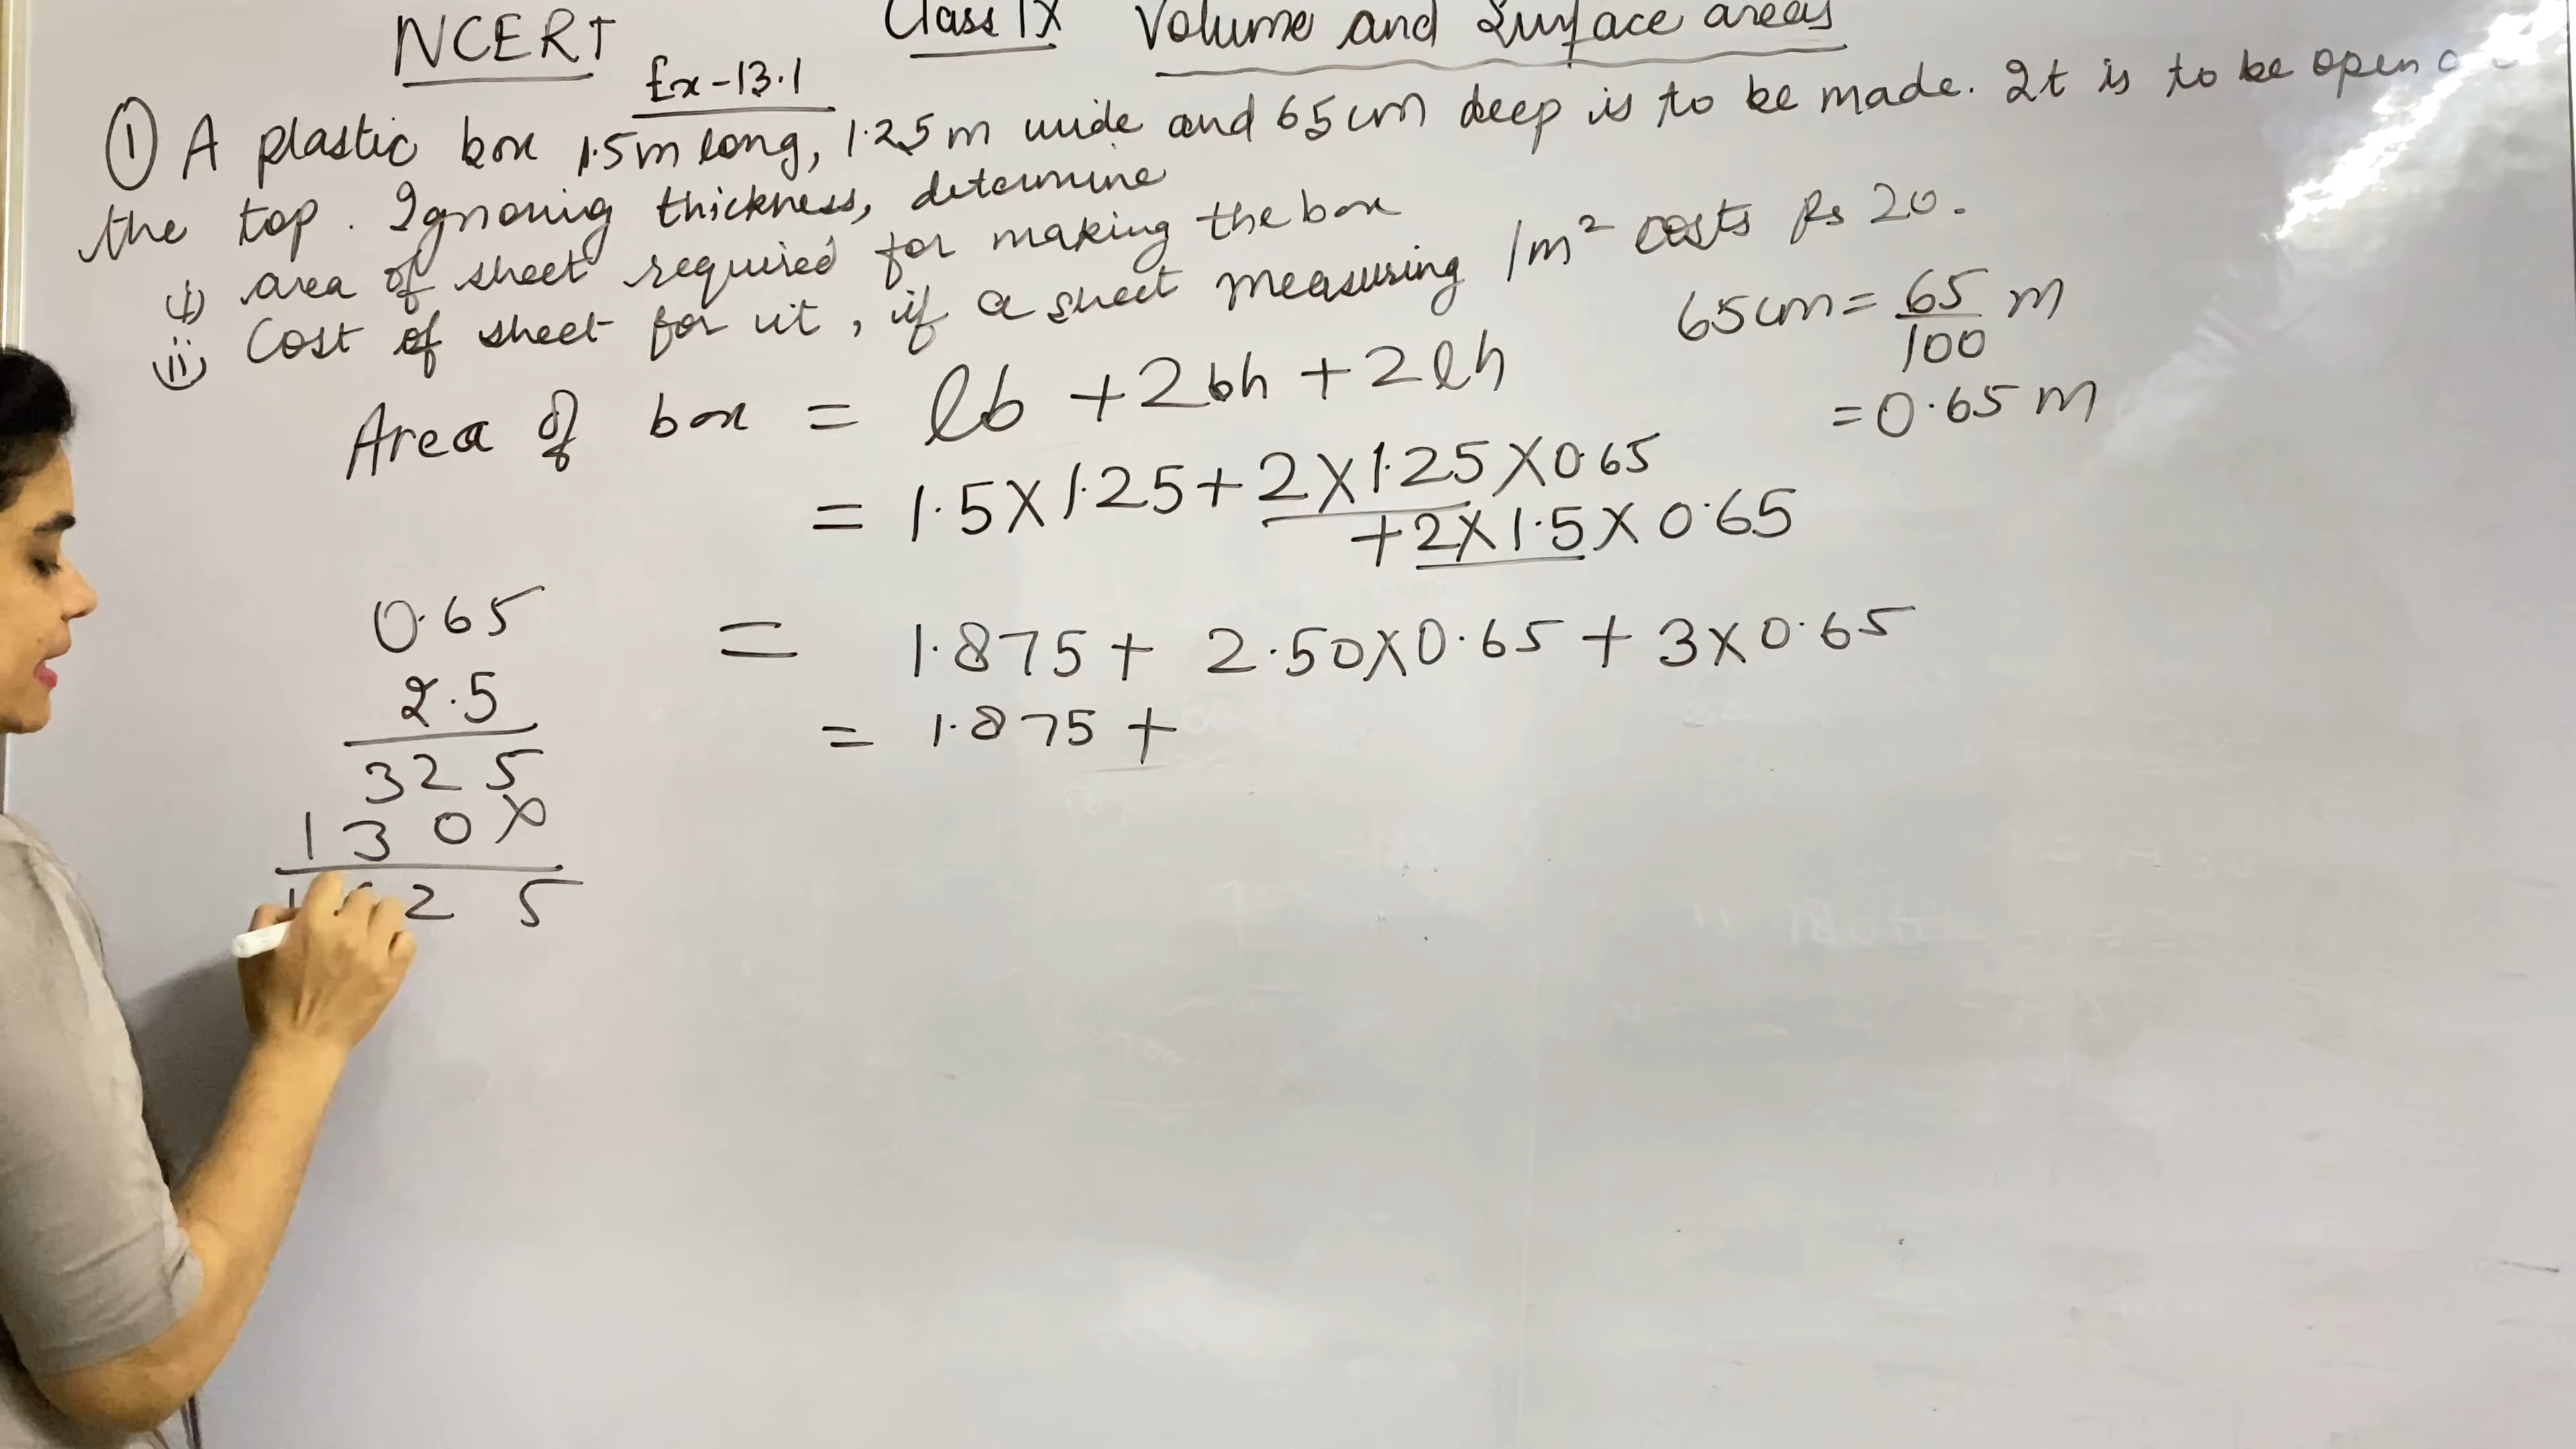 NCERT Class IX Volume and Surface areas
Ex-13.1
① A plastic box 1.5m long, 1.25m wide and 65cm deep is to be made. It is to be open
the top. Ignoring thickness, determine
(i) area of sheet required for making the box
(ii) Cost of sheet for it, if a sheet measuring 1m² costs Rs 20.
65cm = 65/100 m
= 0.65 m
Area of box = lb + 2bh + 2lh
= 1.5 X 1.25 + 2 X 1.25 X 0.65
+ 2 X 1.5 X 0.65
= 1.875 + 2.50 X 0.65 + 3 X 0.65
= 1.875 +
0.65
2.5
325
130X
1 2 5